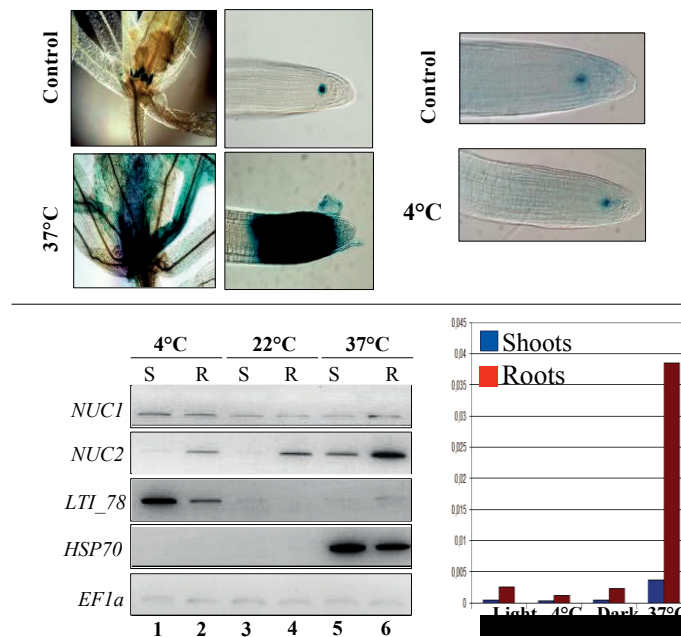 Control
37°C
Control
4°C
4°C 22°C 37°C
S R S R S R
NUC1
NUC2
LTI_78
HSP70
EF1a
1 2 3 4 5 6
Shoots
Roots
0,045
0,04
0,035
0,03
0,025
0,02
0,015
0,01
0,005
0
Light 4°C Dark 37°C